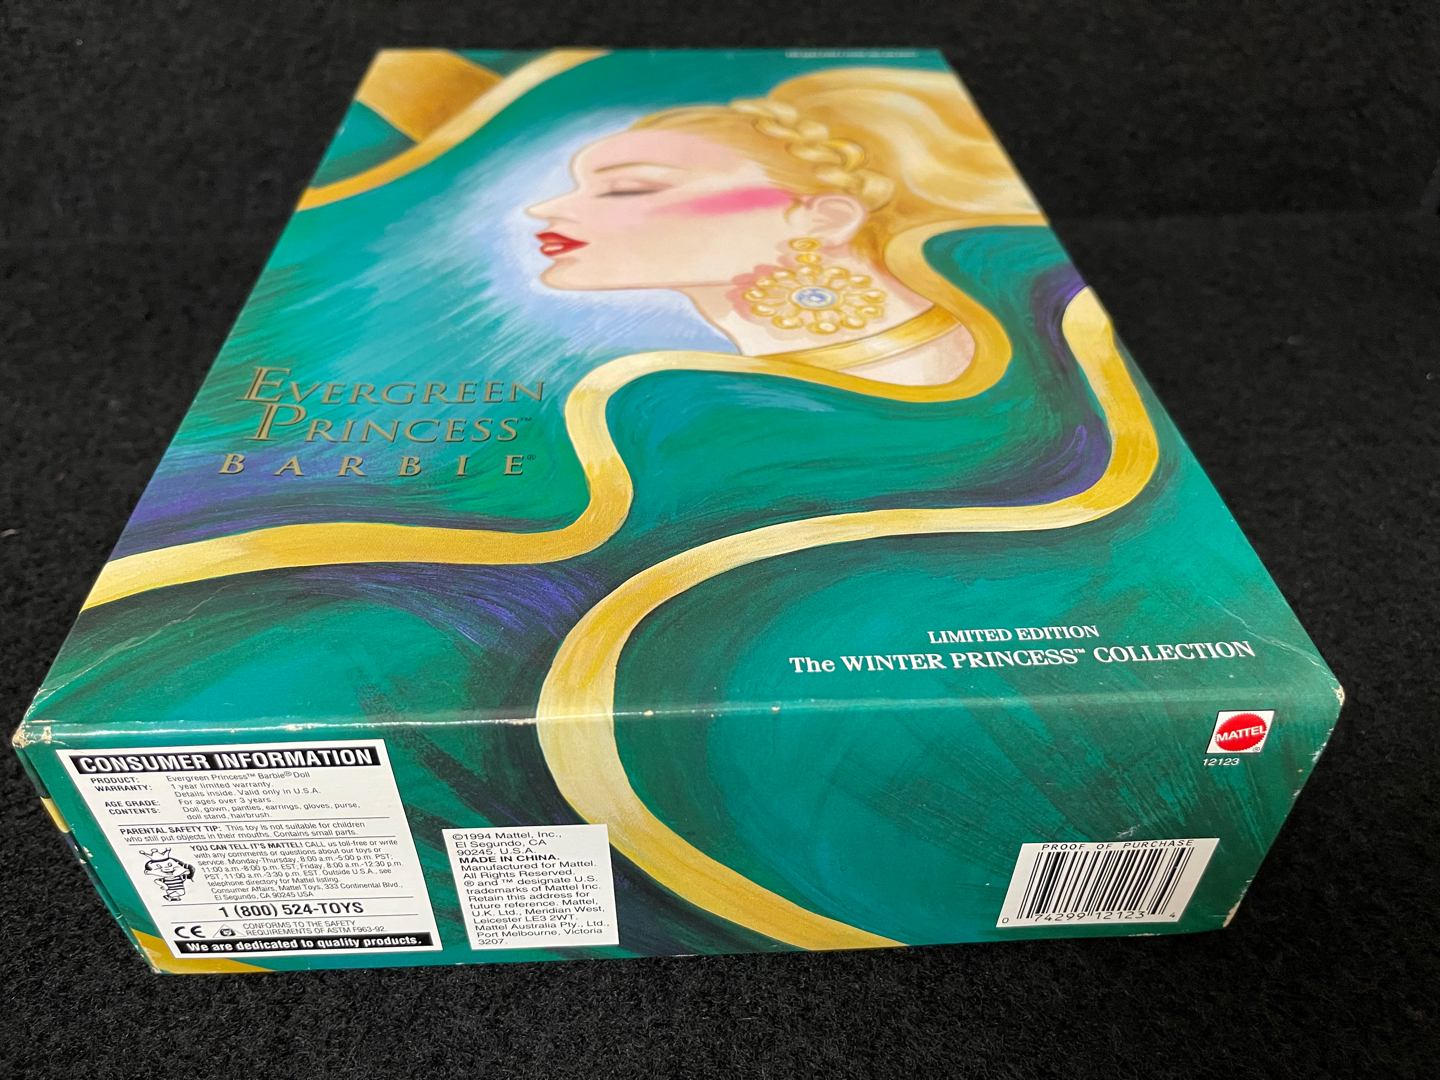 EVERGREEN
PRINCESS™
BARBIE®
LIMITED EDITION
The WINTER PRINCESS™ COLLECTION
MATTEL
12123
CONSUMER INFORMATION
PRODUCT: Evergreen Princess™ Barbie® Doll
WARRANTY: 1 year limited warranty.
Details inside. Valid only in U.S.A.
AGE GRADE: For ages over 3 years.
CONTENTS: Doll, gown, panties, earrings, gloves, purse,
doll stand, hairbrush.
PARENTAL SAFETY TIP: This toy is not suitable for children
who still put objects in their mouths. Contains small parts.
YOU CAN TELL IT'S MATTEL! CALL us toll-free or write
with any comments or questions about our toys or
service. Monday-Thursday, 8:00 a.m.-5:00 p.m. PST;
11:00 a.m.-8:00 p.m. EST; Friday, 8:00 a.m.-12:30 p.m.
PST, 11:00 a.m.-3:30 p.m. EST. Outside U.S.A., see
telephone directory for Mattel listing.
Consumer Affairs, Mattel Toys, 333 Continental Blvd.,
El Segundo, CA 90245 USA
1 (800) 524-TOYS
CE
CONFORMS TO THE SAFETY
REQUIREMENTS OF ASTM F963-92.
We are dedicated to quality products.
©1994 Mattel, Inc.,
El Segundo, CA
90245, U.S.A.
MADE IN CHINA.
Manufactured for Mattel.
All Rights Reserved.
® and ™ designate U.S.
trademarks of Mattel Inc.
Retain this address for
future reference. Mattel,
U.K. Ltd., Meridian West,
Leicester LE3 2WT.
Mattel Australia Pty., Ltd.,
Port Melbourne, Victoria
3207.
PROOF OF PURCHASE
0 74299 12123 4